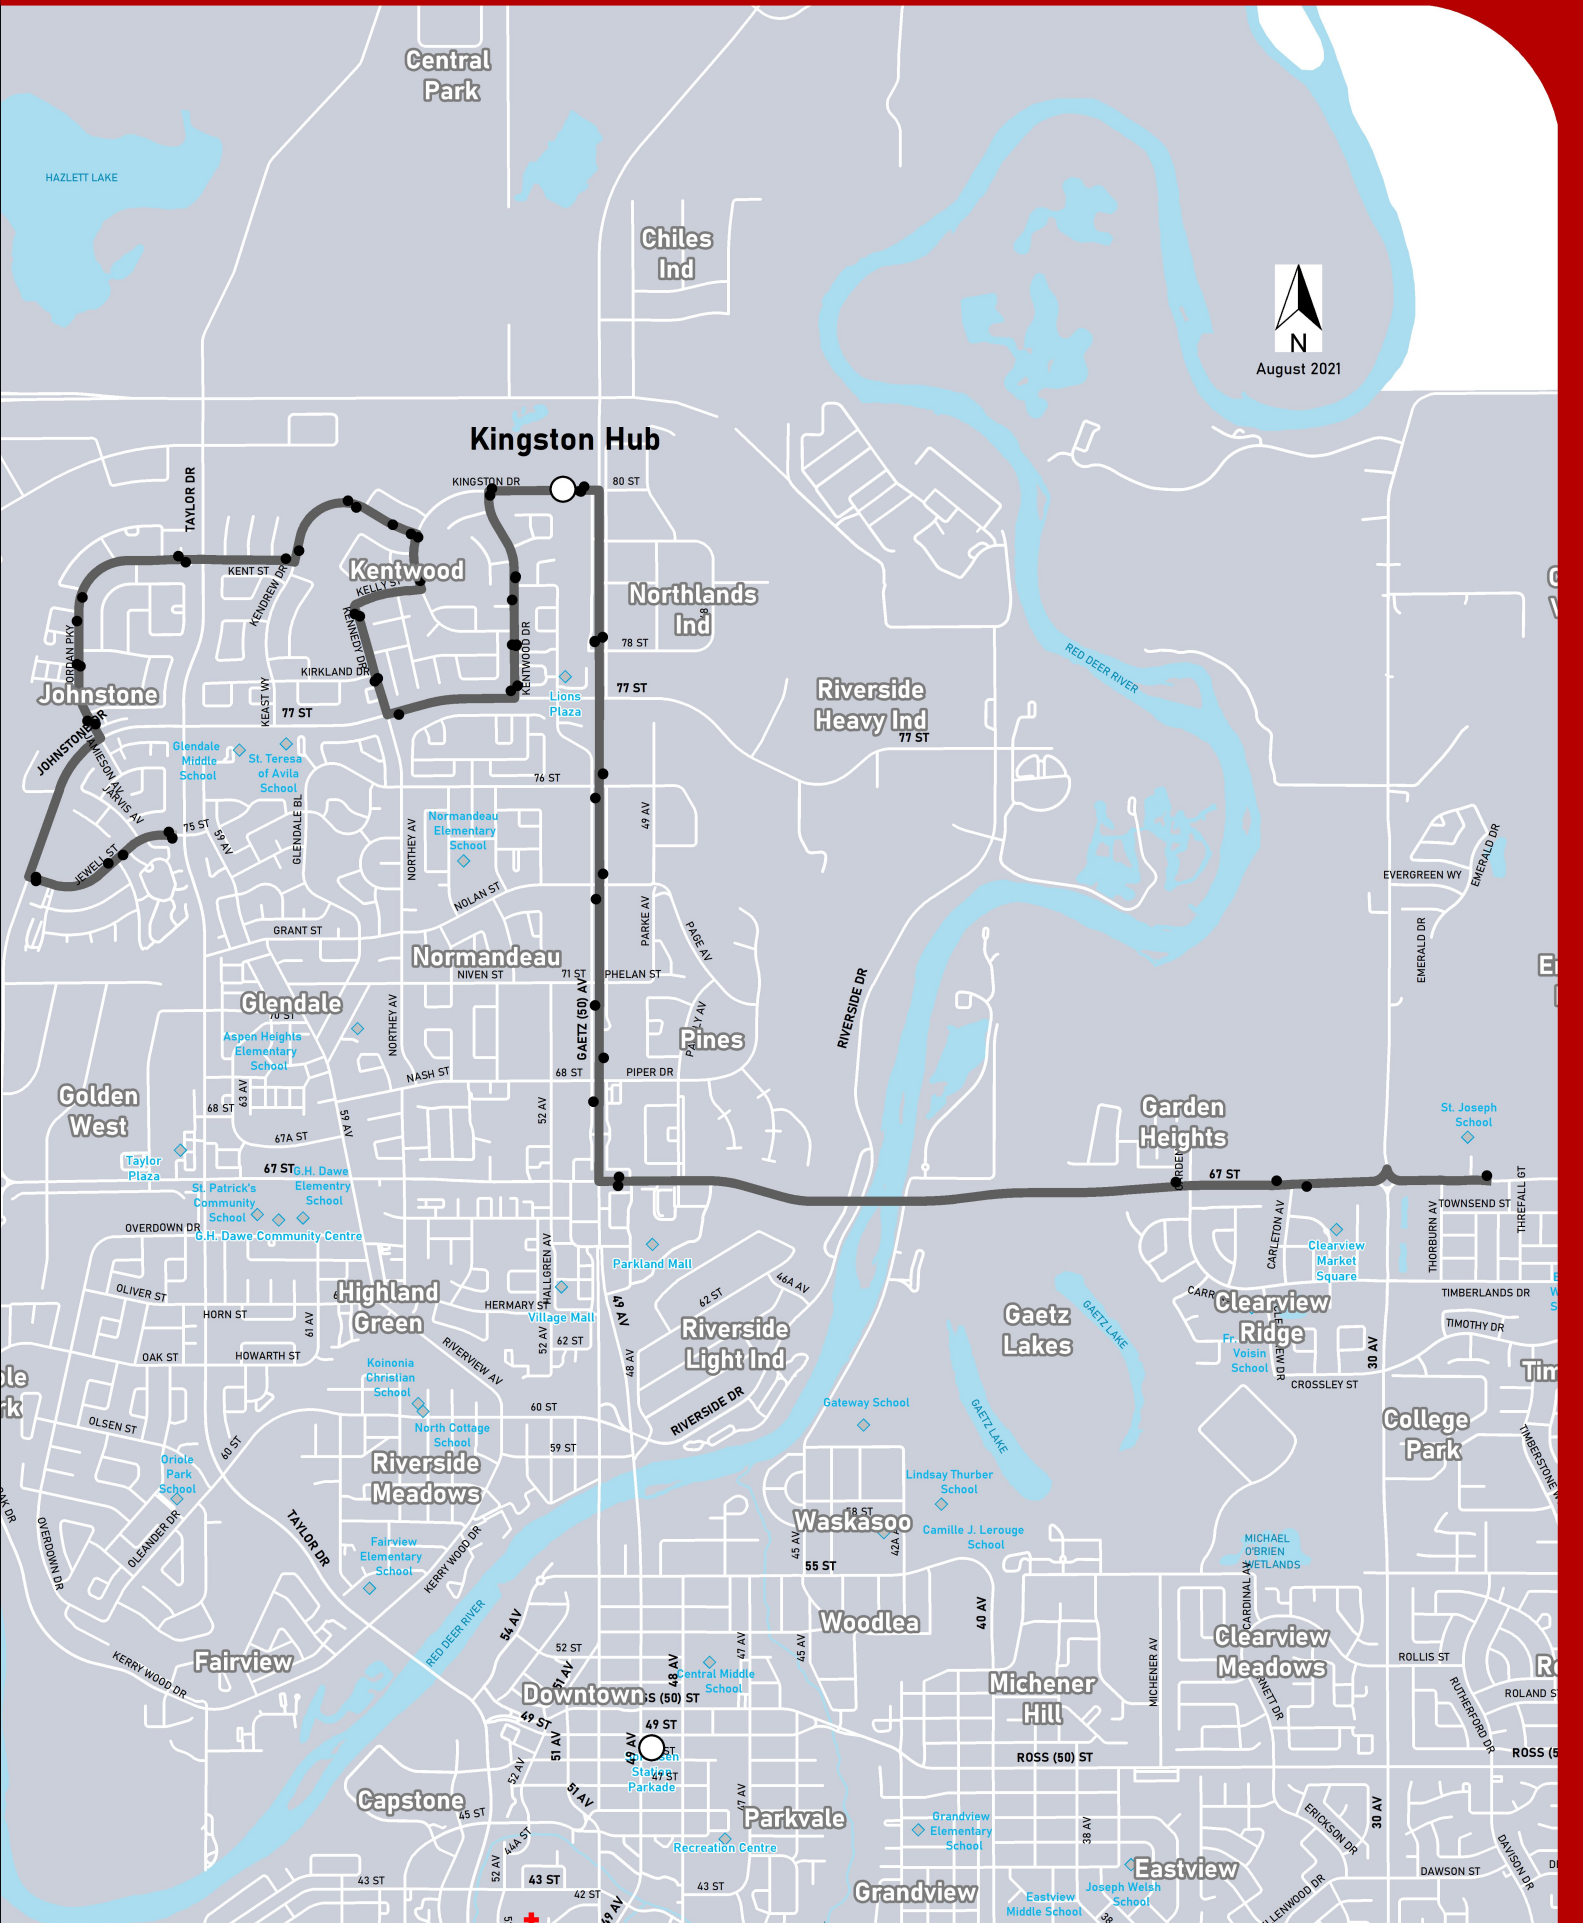 Central
Park
HAZLETT LAKE
Chiles
Ind
N
August 2021
Kingston Hub
KINGSTON DR
80 ST
TAYLOR DR
KENT ST
KENDREW DR
Kentwood
KELLY ST
KENNEDY DR
KIRKLAND DR
KENTWOOD DR
Northlands
Ind
78 ST
77 ST
Lions
Plaza
Riverside
Heavy Ind
77 ST
RED DEER RIVER
Johnstone
JOHNSTONE DR
JAMIESON AV
JARVIS AV
JEWELL ST
75 ST
KEAST WY
77 ST
Glendale
Middle
School
St. Teresa
of Avila
School
GLENDALE BL
59 AV
76 ST
Normandeau
Elementary
School
NORTHEY AV
49 AV
NOLAN ST
GRANT ST
PARKE AV
PAGE AV
EVERGREEN WY
EMERALD DR
EMERALD DR
Normandeau
NIVEN ST
71 ST
PHELAN ST
GAETZ (50) AV
Glendale
70 ST
Aspen Heights
Elementary
School
NORTHEY AV
RIVERSIDE DR
Pines
NASH ST
68 ST
PIPER DR
Golden
West
63 AV
68 ST
59 AV
52 AV
67A ST
Taylor
Plaza
67 ST
G.H. Dawe
Elementry
School
St. Patrick's
Community
School
OVERDOWN DR
G.H. Dawe Community Centre
Garden
Heights
67 ST
St. Joseph
School
THREFALL GT
TOWNSEND ST
THORBURN AV
CARLETON AV
Clearview
Market
Square
TIMBERLANDS DR
TIMOTHY DR
Parkland Mall
HALLGREN AV
HERMARY ST
Village Mall
OLIVER ST
HORN ST
61 AV
Highland
Green
49 AV
62 ST
46A AV
52 AV
62 ST
48 AV
Riverside
Light Ind
Gaetz
Lakes
GAETZ LAKE
GAETZ LAKE
Clearview
Ridge
Voisin
School
30 AV
CROSSLEY ST
OAK ST
HOWARTH ST
RIVERVIEW AV
Koinonia
Christian
School
North Cottage
School
RIVERSIDE DR
60 ST
59 ST
Gateway School
College
Park
OLSEN ST
60 ST
Oriole
Park
School
Riverside
Meadows
Lindsay Thurber
School
Camille J. Lerouge
School
Waskasoo
58 ST
45 AV
55 ST
MICHAEL
O'BRIEN
WETLANDS
CARDINAL AV
OVERDOWN DR
OLEANDER DR
TAYLOR DR
Fairview
Elementary
School
KERRY WOOD DR
RED DEER RIVER
54 AV
Woodlea
40 AV
Fairview
KERRY WOOD DR
52 ST
51 AV
48 AV
47 AV
45 AV
Central Middle
School
Downtown
49 ST
49 ST
51 AV
49 AV
Station
Parkade
47 ST
Michener
Hill
MICHENER AV
Clearview
Meadows
ROLLIS ST
RUTHERFORD DR
ROSS (50) ST
Capstone
45 ST
52 AV
51 AV
47 AV
Parkvale
Recreation Centre
44A ST
52 AV
43 ST
43 ST
42 ST
49 AV
43 ST
Grandview
Elementary
School
38 AV
Grandview
Eastview
Joseph Welsh
School
Eastview
Middle School
ERICKSON DR
30 AV
DAWSON ST
DAVISON DR